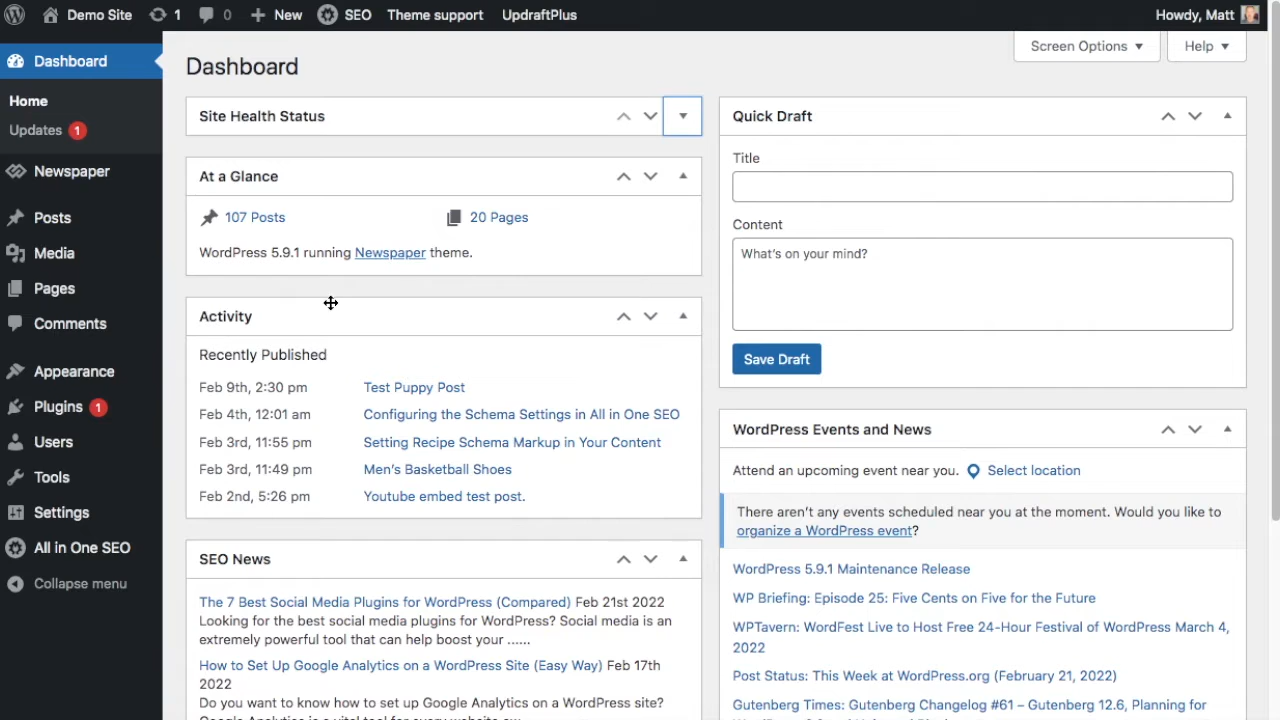 Demo Site 1 0 New SEO Theme support UpdraftPlus Howdy, Matt
Screen Options Help
Dashboard
Home
Updates 1
Newspaper
Posts
Media
Pages
Comments
Appearance
Plugins 1
Users
Tools
Settings
All in One SEO
Collapse menu
Dashboard
Site Health Status
At a Glance
107 Posts 20 Pages
WordPress 5.9.1 running Newspaper theme.
Activity
Recently Published
Feb 9th, 2:30 pm Test Puppy Post
Feb 4th, 12:01 am Configuring the Schema Settings in All in One SEO
Feb 3rd, 11:55 pm Setting Recipe Schema Markup in Your Content
Feb 3rd, 11:49 pm Men's Basketball Shoes
Feb 2nd, 5:26 pm Youtube embed test post.
SEO News
The 7 Best Social Media Plugins for WordPress (Compared) Feb 21st 2022
Looking for the best social media plugins for WordPress? Social media is an
extremely powerful tool that can help boost your ......
How to Set Up Google Analytics on a WordPress Site (Easy Way) Feb 17th
2022
Do you want to know how to set up Google Analytics on a WordPress site?
Quick Draft
Title
Content
What's on your mind?
Save Draft
WordPress Events and News
Attend an upcoming event near you. Select location
There aren't any events scheduled near you at the moment. Would you like to
organize a WordPress event?
WordPress 5.9.1 Maintenance Release
WP Briefing: Episode 25: Five Cents on Five for the Future
WPTavern: WordFest Live to Host Free 24-Hour Festival of WordPress March 4,
2022
Post Status: This Week at WordPress.org (February 21, 2022)
Gutenberg Times: Gutenberg Changelog #61 – Gutenberg 12.6, Planning for